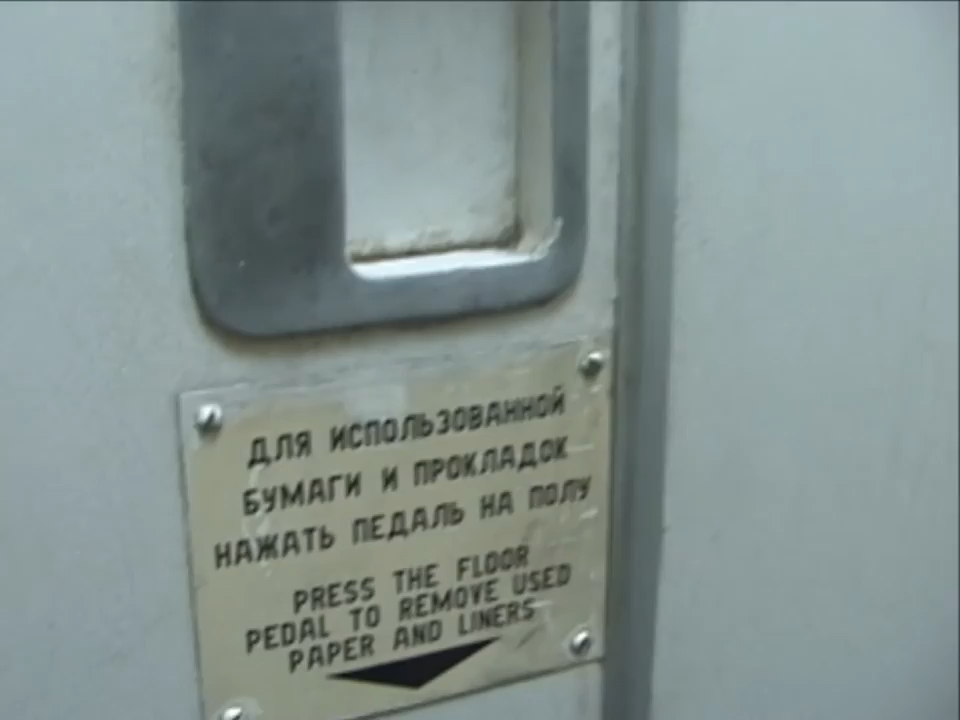 ДЛЯ ИСПОЛЬЗОВАННОЙ
БУМАГИ И ПРОКЛАДОК
НАЖАТЬ ПЕДАЛЬ НА ПОЛУ
PRESS THE FLOOR
PEDAL TO REMOVE USED
PAPER AND LINERS